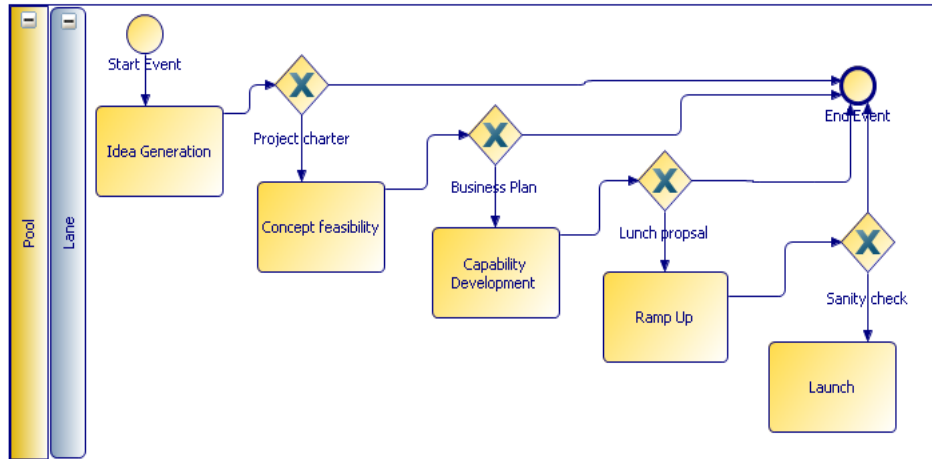 Pool
Lane
Start Event
Idea Generation
Project charter
Concept feasibility
Business Plan
Capability
Development
Lunch propsal
Ramp Up
End Event
Sanity check
Launch